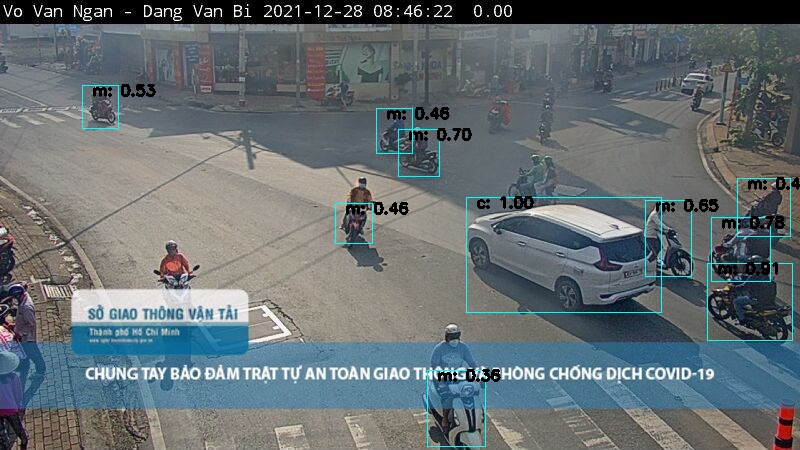 Vo Van Ngan - Dang Van Bi 2021-12-28 08:46:22 0.00
m: 0.53
m: 0.46
m: 0.70
c: 1.00
m: 0.46
m: 0.65
m: 0.4
m: 0.78
m: 0.91
SỞ GIAO THÔNG VẬN TẢI
Thành phố Hồ Chí Minh
CHUNG TAY BẢO ĐẢM TRẬT TỰ AN TOÀN GIAO THÔNG PHÒNG CHỐNG DỊCH COVID-19
m: 0.36